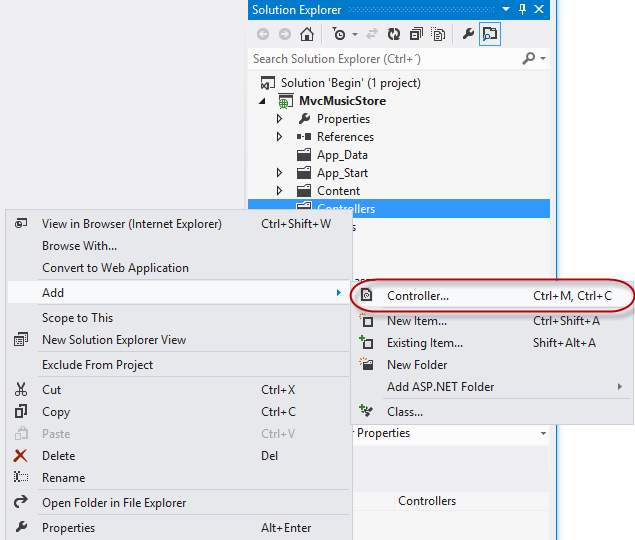 Solution Explorer
Search Solution Explorer (Ctrl+´)
Solution 'Begin' (1 project)
MvcMusicStore
Properties
References
App_Data
App_Start
Content
Controllers
View in Browser (Internet Explorer) Ctrl+Shift+W
Browse With...
Convert to Web Application
Add
Scope to This
New Solution Explorer View
Exclude From Project
Cut Ctrl+X
Copy Ctrl+C
Paste Ctrl+V
Delete Del
Rename
Open Folder in File Explorer
Properties Alt+Enter
Controller... Ctrl+M, Ctrl+C
New Item... Ctrl+Shift+A
Existing Item... Shift+Alt+A
New Folder
Add ASP.NET Folder
Class...
Properties
Controllers